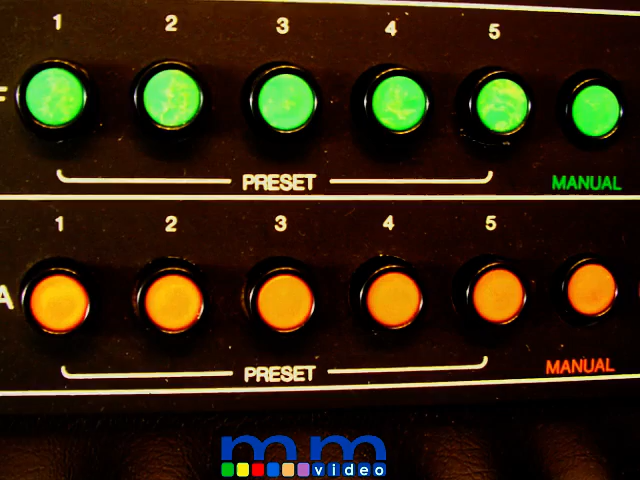 1 2 3 4 5
F
PRESET MANUAL
1 2 3 4 5
A
PRESET MANUAL
mm
video